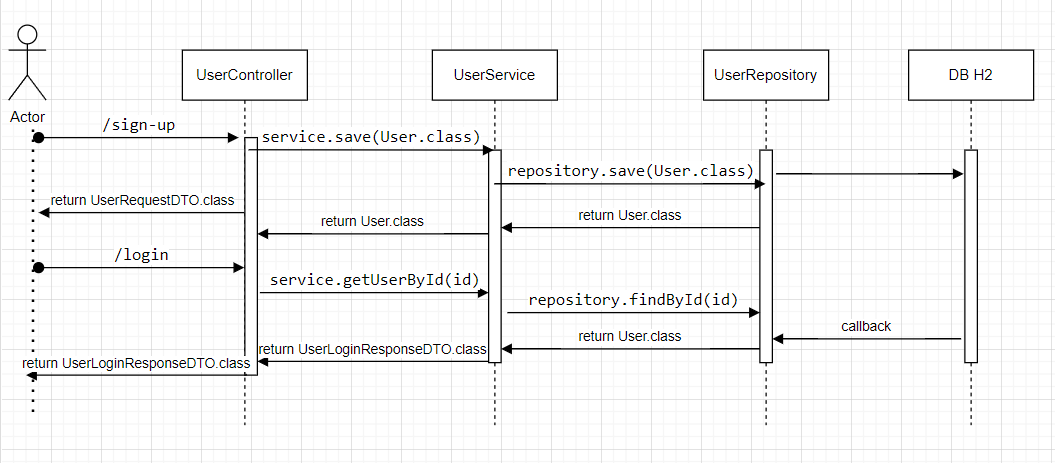 UserController
UserService
UserRepository
DB H2
Actor
/sign-up
service.save(User.class)
repository.save(User.class)
return UserRequestDTO.class
return User.class
return User.class
/login
service.getUserById(id)
repository.findById(id)
callback
return User.class
return UserLoginResponseDTO.class
return UserLoginResponseDTO.class